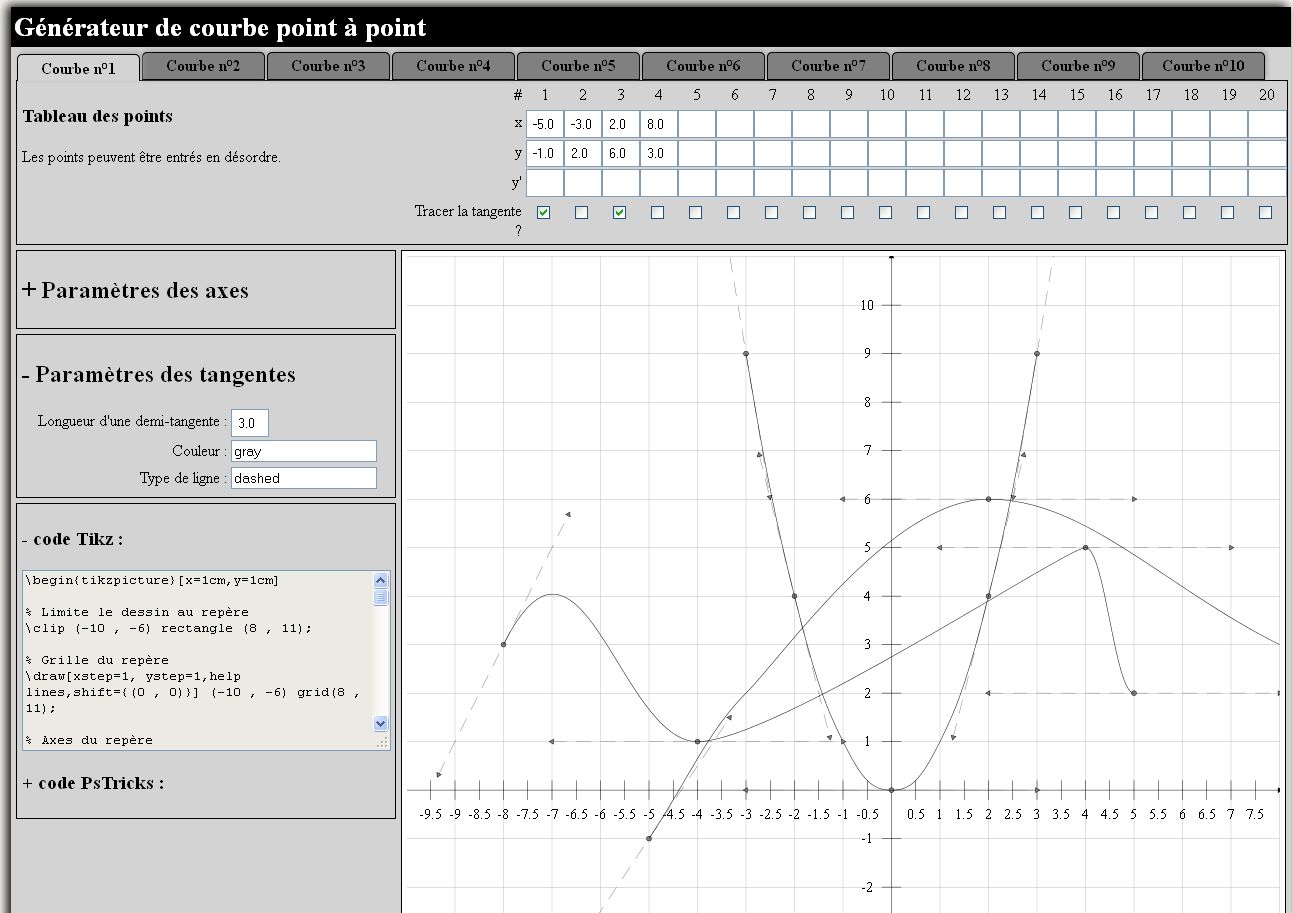 Générateur de courbe point à point
Courbe n°1 Courbe n°2 Courbe n°3 Courbe n°4 Courbe n°5 Courbe n°6 Courbe n°7 Courbe n°8 Courbe n°9 Courbe n°10
# 1 2 3 4 5 6 7 8 9 10 11 12 13 14 15 16 17 18 19 20
Tableau des points
x -5.0 -3.0 2.0 8.0
Les points peuvent être entrés en désordre.
y -1.0 2.0 6.0 3.0
y'
Tracer la tangente
?
+ Paramètres des axes
- Paramètres des tangentes
Longueur d'une demi-tangente : 3.0
Couleur : gray
Type de ligne : dashed
- code Tikz :
\begin{tikzpicture}[x=1cm,y=1cm]
% Limite le dessin au repère
\clip (-10 , -6) rectangle (8 , 11);
% Grille du repère
\draw[xstep=1, ystep=1,help
lines,shift={(0 , 0)}] (-10 , -6) grid(8 ,
11);
% Axes du repère
+ code PsTricks :
10
9
8
7
6
5
4
3
2
1
-9.5 -9 -8.5 -8 -7.5 -7 -6.5 -6 -5.5 -5 -4.5 -4 -3.5 -3 -2.5 -2 -1.5 -1 -0.5 0.5 1 1.5 2 2.5 3 3.5 4 4.5 5 5.5 6 6.5 7 7.5
-1
-2